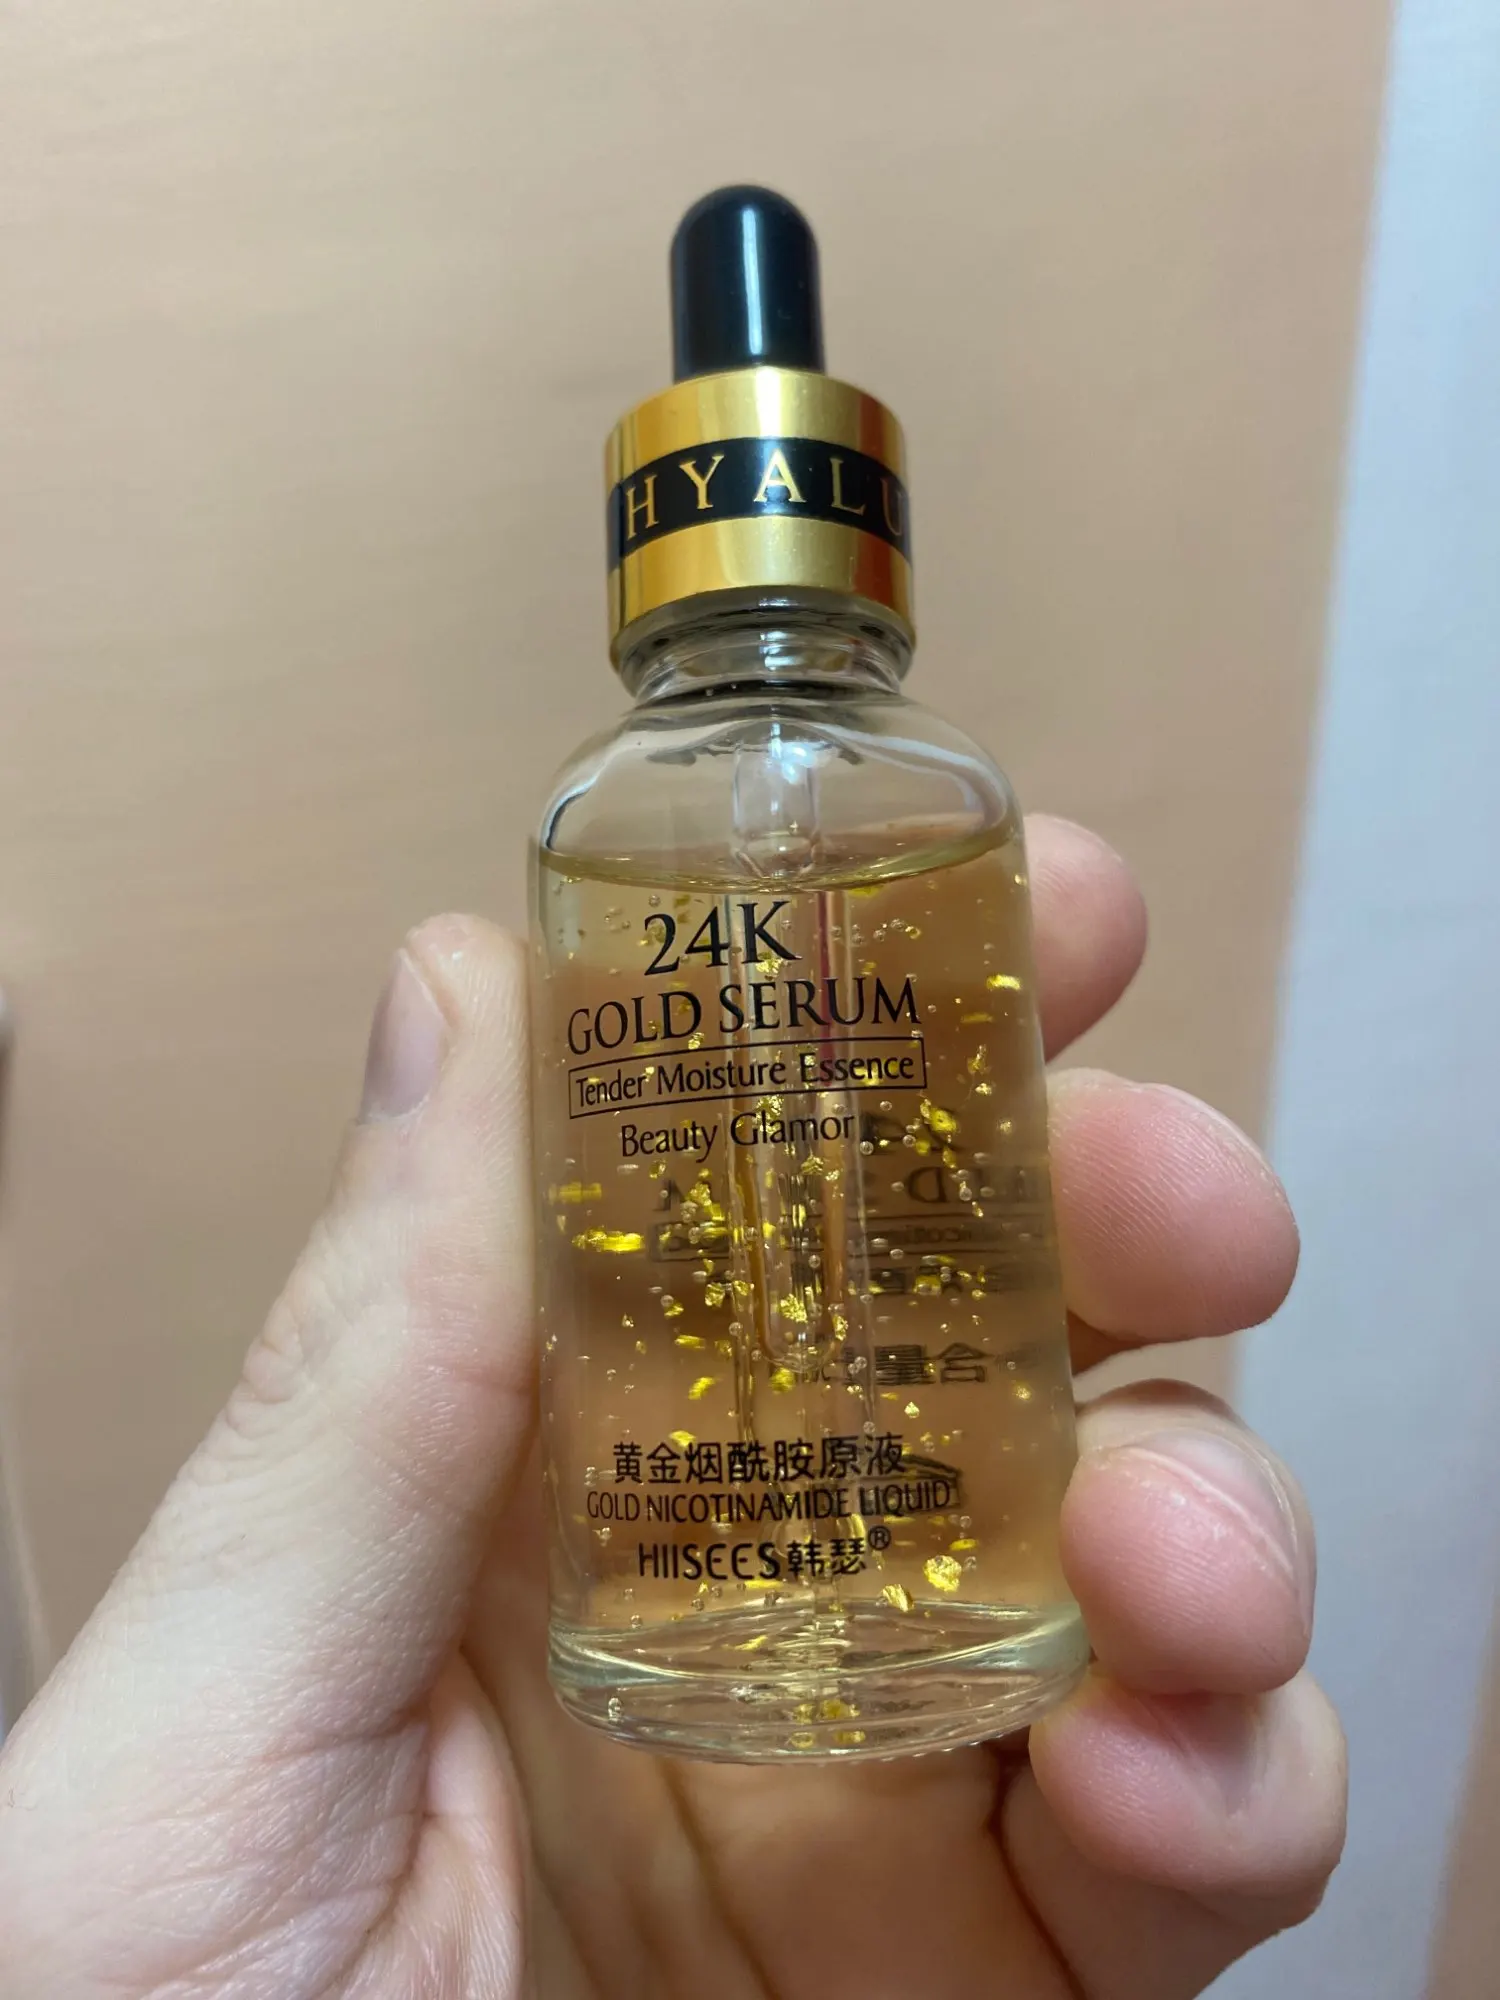 HYALU
24K
GOLD SERUM
Tender Moisture Essence
Beauty Glamor
黄金烟酰胺原液
GOLD NICOTINAMIDE LIQUID
HIISEES韩瑟®